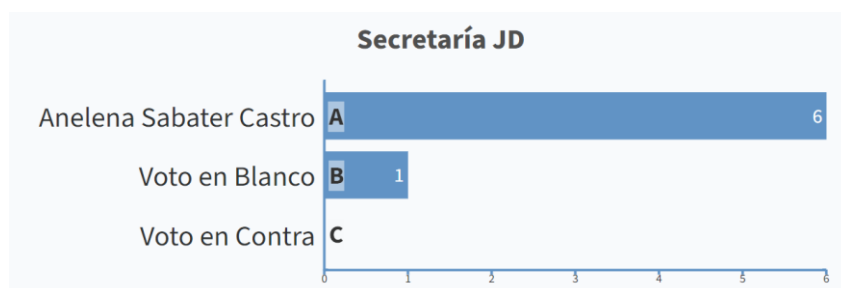 Secretaría JD
Anelena Sabater Castro A 6
Voto en Blanco B 1
Voto en Contra C
0 1 2 3 4 5 6